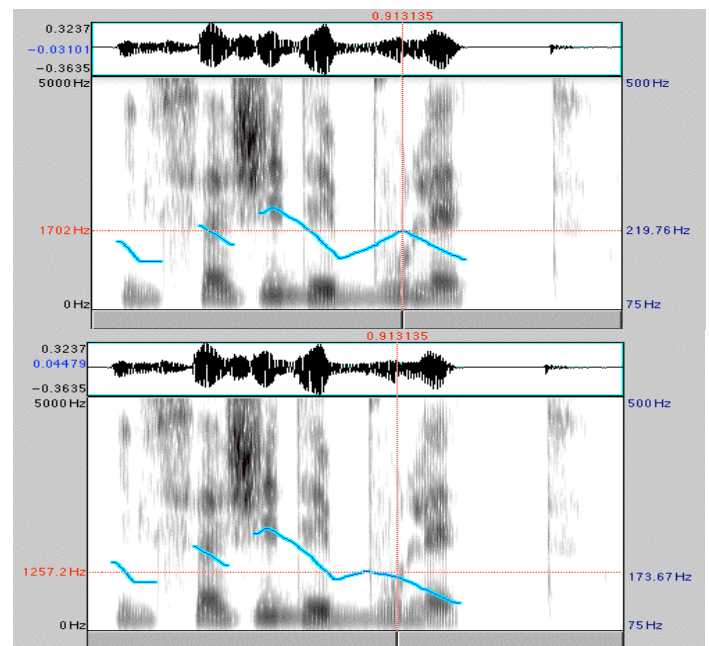 0.913135
0.3237
-0.03101
-0.3635
5000 Hz
500 Hz
1702 Hz
219.76 Hz
0 Hz
75 Hz
0.913135
0.3237
0.04479
-0.3635
5000 Hz
500 Hz
1257.2 Hz
173.67 Hz
0 Hz
75 Hz